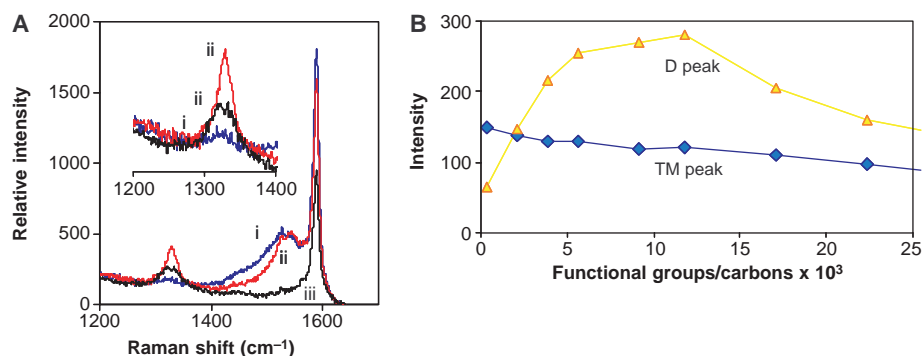 A
Relative intensity
2000
1500
1000
500
0
ii
ii
i
1200 1300 1400
i
ii
iii
1200 1400 1600
Raman shift (cm⁻¹)
B
Intensity
300
200
100
0
D peak
TM peak
0 5 10 15 20 25
Functional groups/carbons x 10³